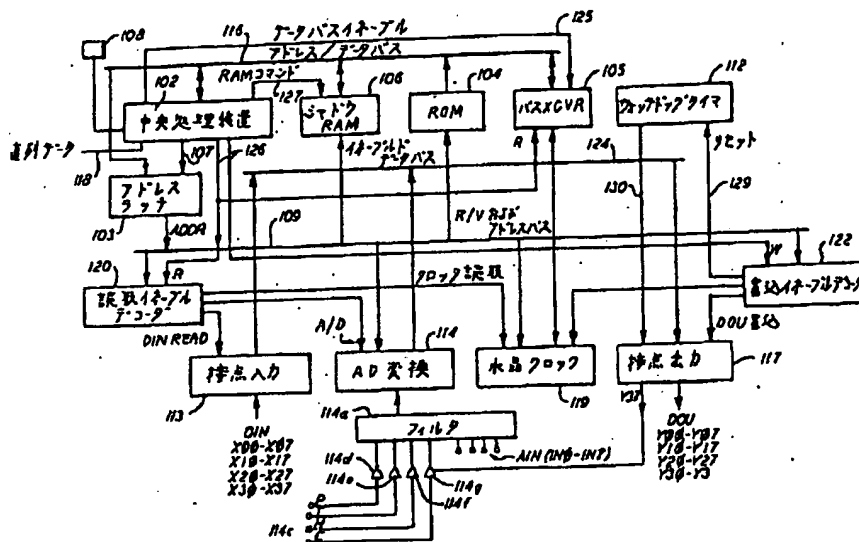 108
116
データバスイネーブル
125
アドレス/データバス
RAMコマンド
102
127
106
104
105
112
中央処理装置
シャドウ
RAM
ROM
バスXCVR
ウォッチドッグタイマ
直列データ
118
107
126
イネーブルド
データバス
R
124
リセット
アドレス
ラッチ
130
129
103
ADDR
109
R/Wおよび
アドレスバス
120
R
W
122
読取イネーブル
デコーダ
クロック読取
書込イネーブルデコーダ
DIN READ
A/D
114
DOU書込
接点入力
AD変換
水晶クロック
接点出力
113
119
117
114a
フィルタ
Y37
DIN
X00-X07
X10-X17
X20-X27
X30-X37
AIN (IN0-IN7)
DOU
Y00-Y07
Y10-Y17
Y20-Y27
Y30-Y3
114d
114e
114f
114g
114c